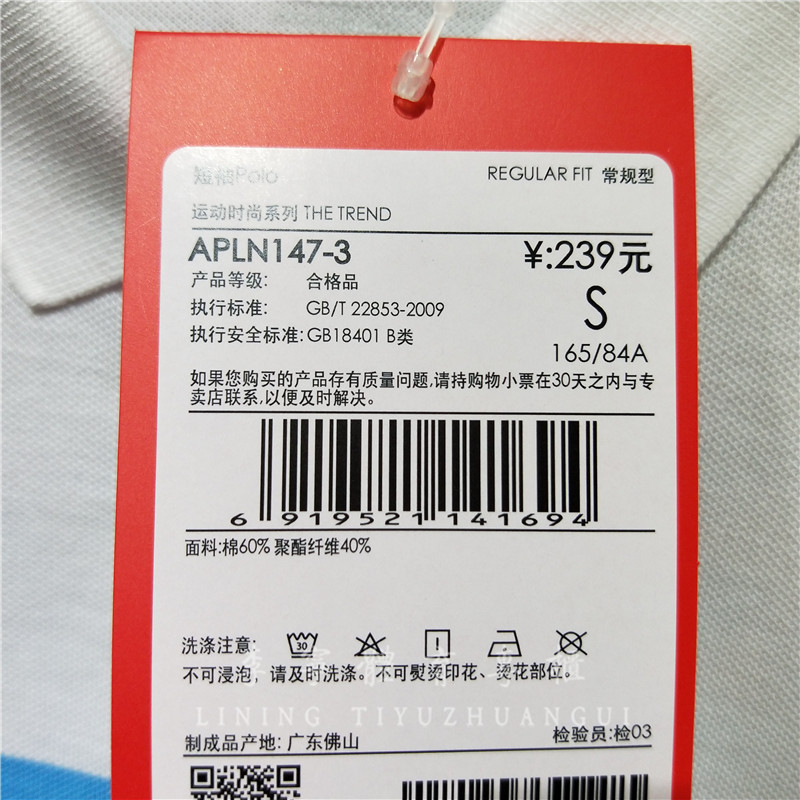 短袖Polo
REGULAR FIT 常规型
运动时尚系列 THE TREND
APLN147-3
¥:239元
产品等级: 合格品
S
执行标准: GB/T 22853-2009
执行安全标准:GB18401 B类
165/84A
如果您购买的产品存有质量问题,请持购物小票在30天之内与专
卖店联系,以便及时解决。
6 919521 141694
面料:棉60% 聚酯纤维40%
洗涤注意:
30
不可浸泡，请及时洗涤。不可熨烫印花、烫花部位。
LINING TIYUZHUANGUI
制成品产地: 广东佛山
检验员:检03